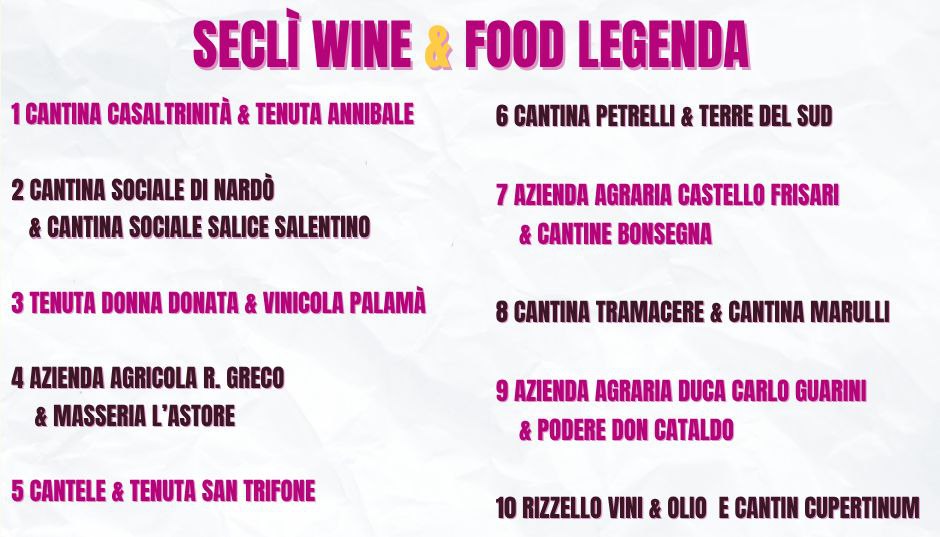 SECLÌ WINE & FOOD LEGENDA
1 CANTINA CASALTRINITÀ & TENUTA ANNIBALE
2 CANTINA SOCIALE DI NARDÒ
& CANTINA SOCIALE SALICE SALENTINO
3 TENUTA DONNA DONATA & VINICOLA PALAMÀ
4 AZIENDA AGRICOLA R. GRECO
& MASSERIA L'ASTORE
5 CANTELE & TENUTA SAN TRIFONE
6 CANTINA PETRELLI & TERRE DEL SUD
7 AZIENDA AGRARIA CASTELLO FRISARI
& CANTINE BONSEGNA
8 CANTINA TRAMACERE & CANTINA MARULLI
9 AZIENDA AGRARIA DUCA CARLO GUARINI
& PODERE DON CATALDO
10 RIZZELLO VINI & OLIO E CANTIN CUPERTINUM